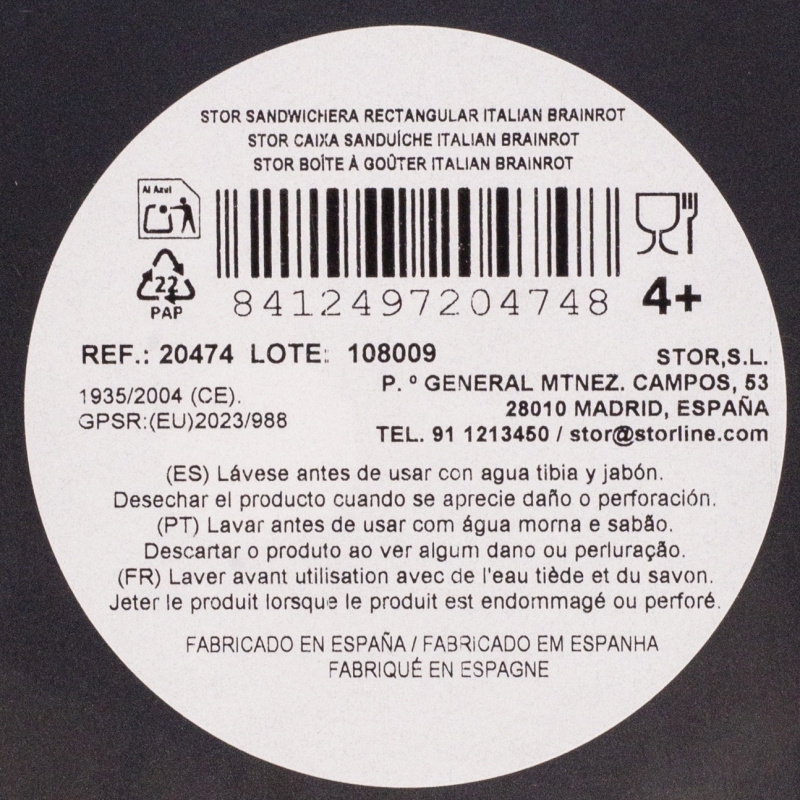 STOR SANDWICHERA RECTANGULAR ITALIAN BRAINROT
STOR CAIXA SANDUÍCHE ITALIAN BRAINROT
STOR BOÎTE À GOÛTER ITALIAN BRAINROT
Al Azul
22
PAP
8412497204748
4+
REF.: 20474 LOTE: 108009
1935/2004 (CE).
GPSR:(EU)2023/988
STOR,S.L.
P. º GENERAL MTNEZ. CAMPOS, 53
28010 MADRID, ESPAÑA
TEL. 91 1213450 / stor@storline.com
(ES) Lávese antes de usar con agua tibia y jabón.
Desechar el producto cuando se aprecie daño o perforación.
(PT) Lavar antes de usar com água morna e sabão.
Descartar o produto ao ver algum dano ou perluração.
(FR) Laver avant utilisation avec de l'eau tiède et du savon.
Jeter le produit lorsque le produit est endommagé ou perforé.
FABRICADO EN ESPAÑA / FABRICADO EM ESPANHA
FABRIQUÉ EN ESPAGNE